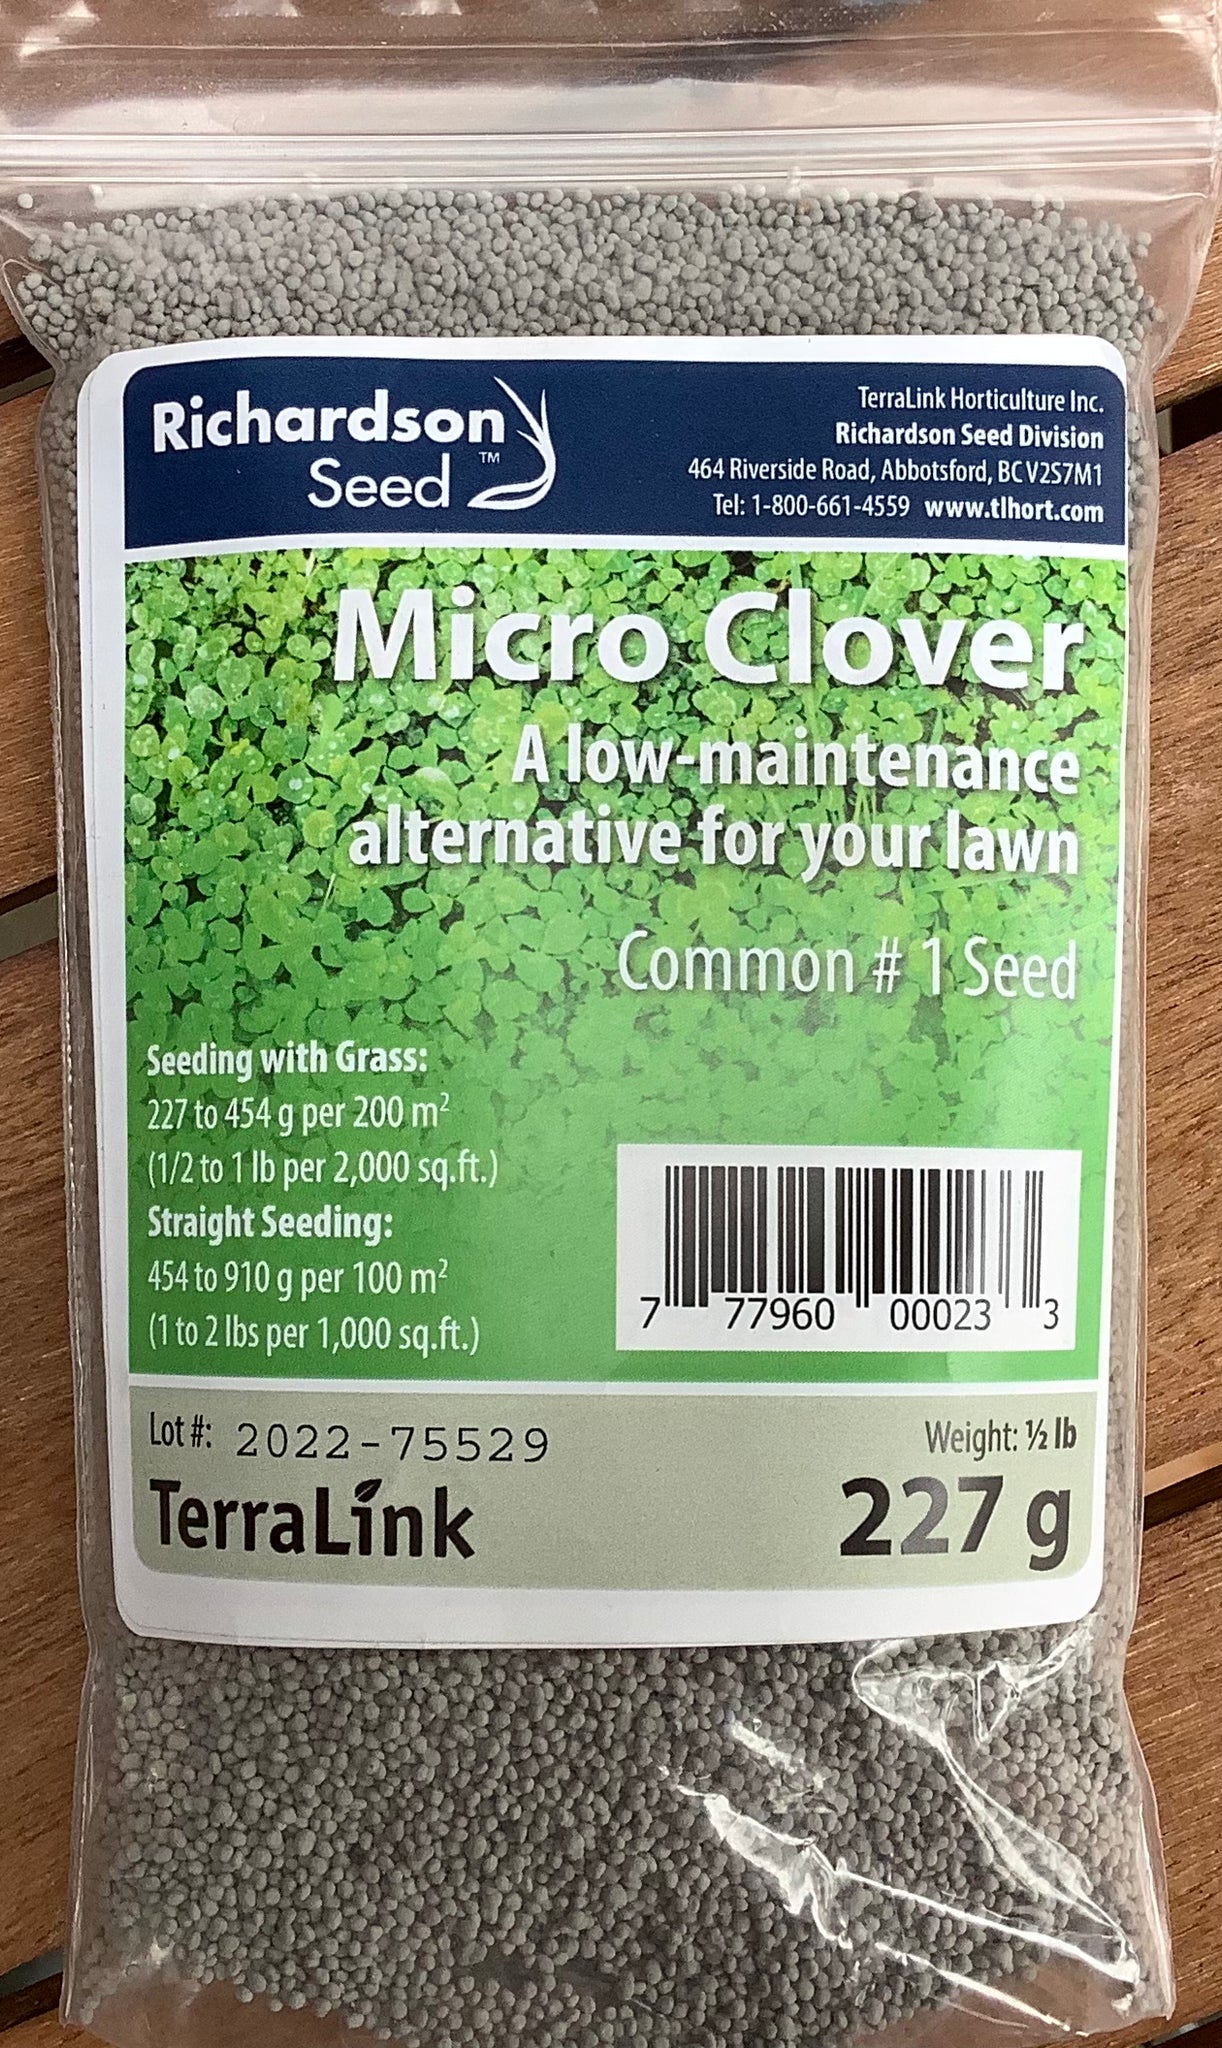 Richardson
Seed™
TerraLink Horticulture Inc.
Richardson Seed Division
464 Riverside Road, Abbotsford, BC V2S7M1
Tel: 1-800-661-4559 www.tlhort.com
Micro Clover
A low-maintenance
alternative for your lawn
Common # 1 Seed
Seeding with Grass:
227 to 454 g per 200 m²
(1/2 to 1 lb per 2,000 sq.ft.)
Straight Seeding:
454 to 910 g per 100 m²
(1 to 2 lbs per 1,000 sq.ft.)
7 77960 00023 3
Lot #: 2022-75529
Weight: ½ lb
TerraLink
227 g